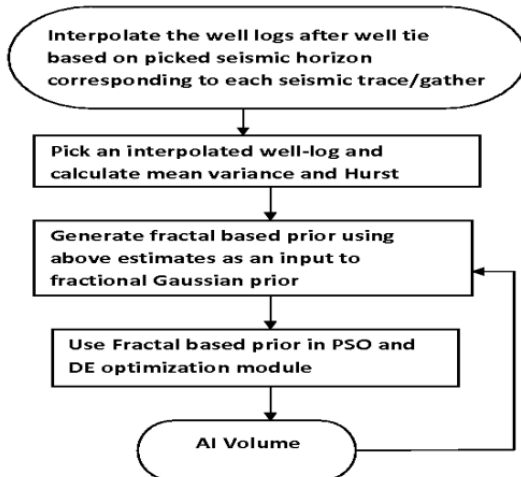 Interpolate the well logs after well tie
based on picked seismic horizon
corresponding to each seismic trace/gather
Pick an interpolated well-log and
calculate mean variance and Hurst
Generate fractal based prior using
above estimates as an input to
fractional Gaussian prior
Use Fractal based prior in PSO and
DE optimization module
AI Volume